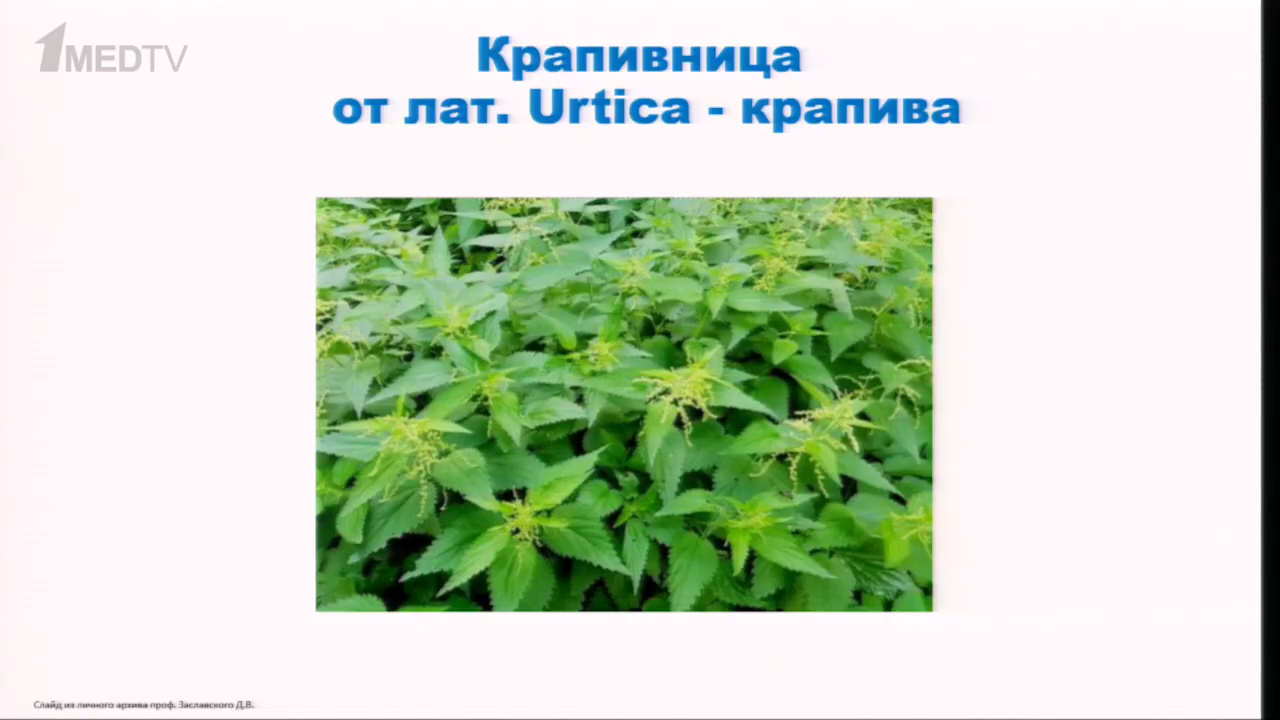 1MEDTV
Крапивница
от лат. Urtica - крапива
Слайд из личного архива проф. Заславского Д.В.